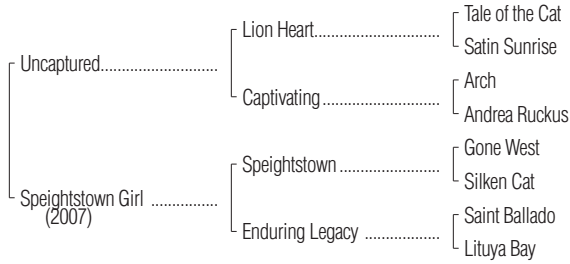 Tale of the Cat
Lion Heart
Satin Sunrise
Uncaptured
Arch
Captivating
Andrea Ruckus
Gone West
Speightstown
Silken Cat
Speightstown Girl
(2007)
Saint Ballado
Enduring Legacy
Lituya Bay